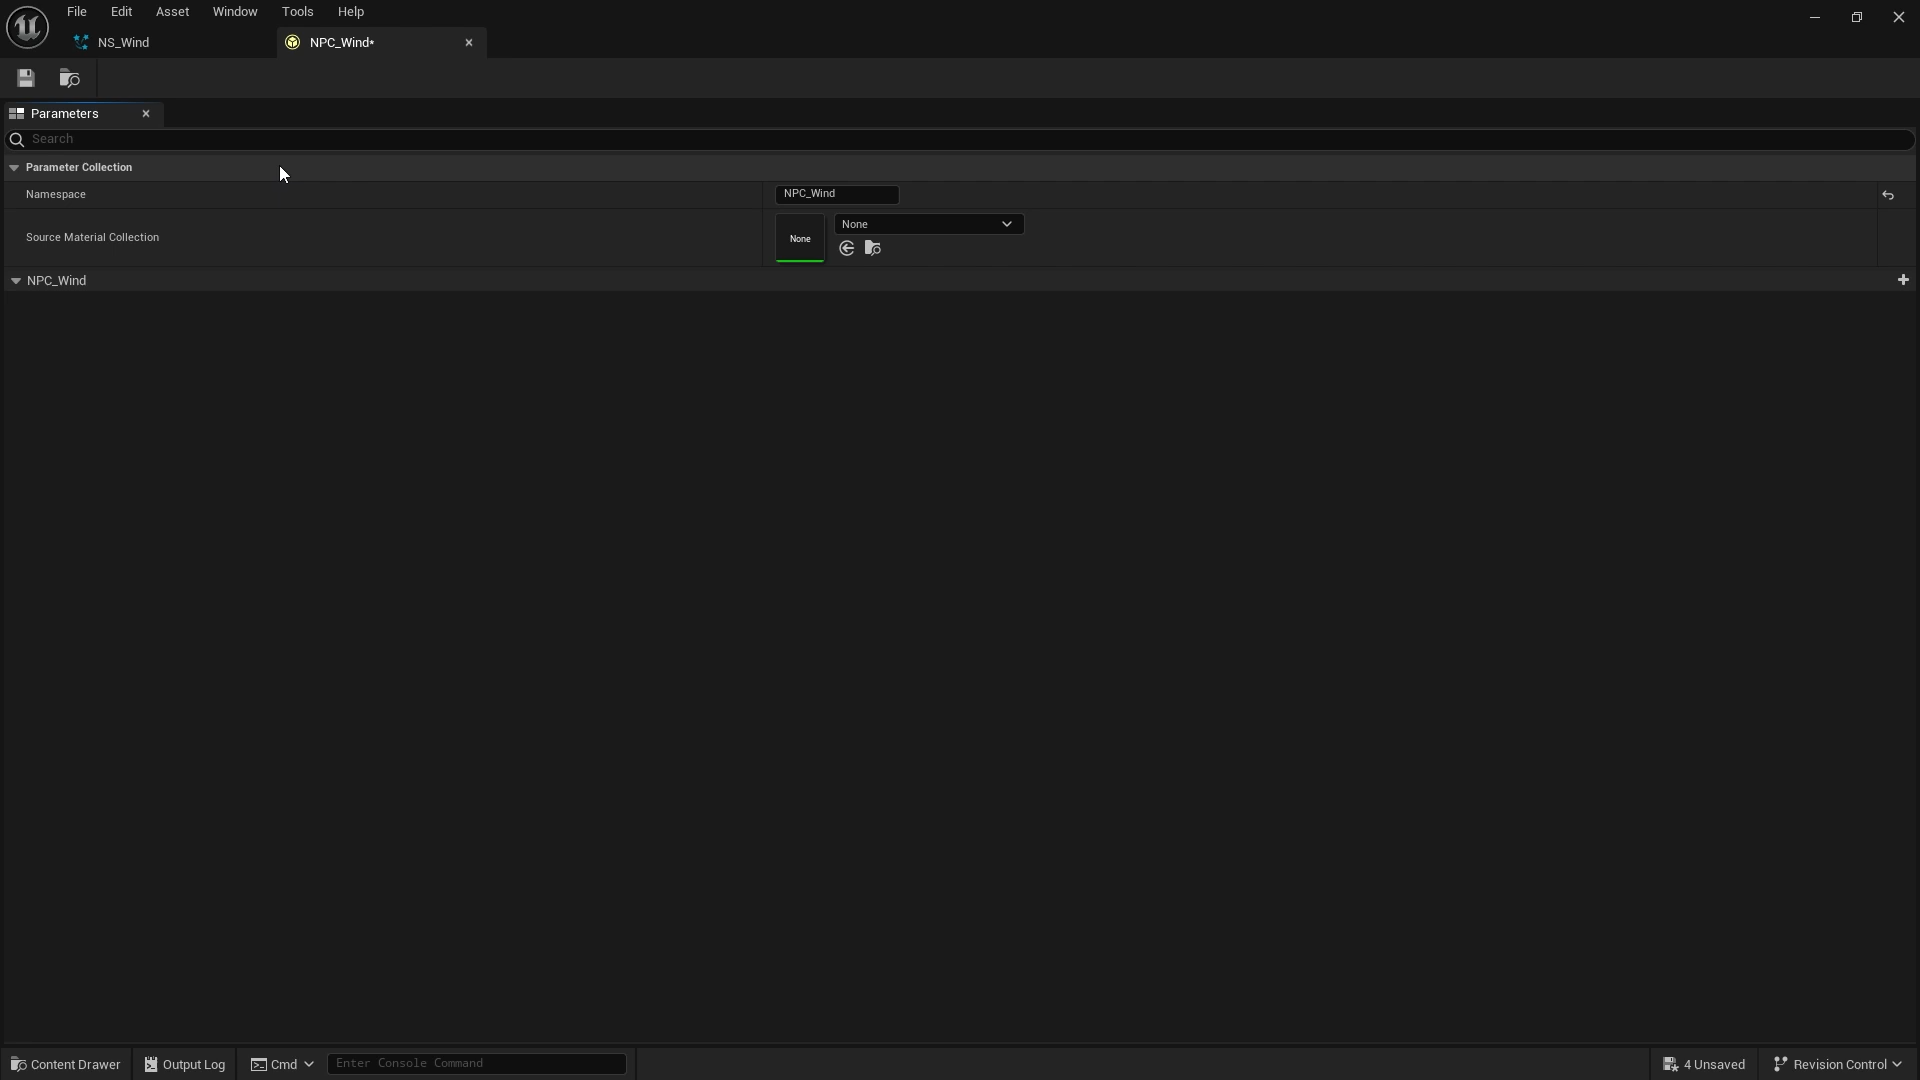 File Edit Asset Window Tools Help
NS_Wind NPC_Wind*
Parameters
Search
Parameter Collection
Namespace NPC_Wind
Source Material Collection None None
NPC_Wind
Content Drawer Output Log Cmd Enter Console Command 4 Unsaved Revision Control